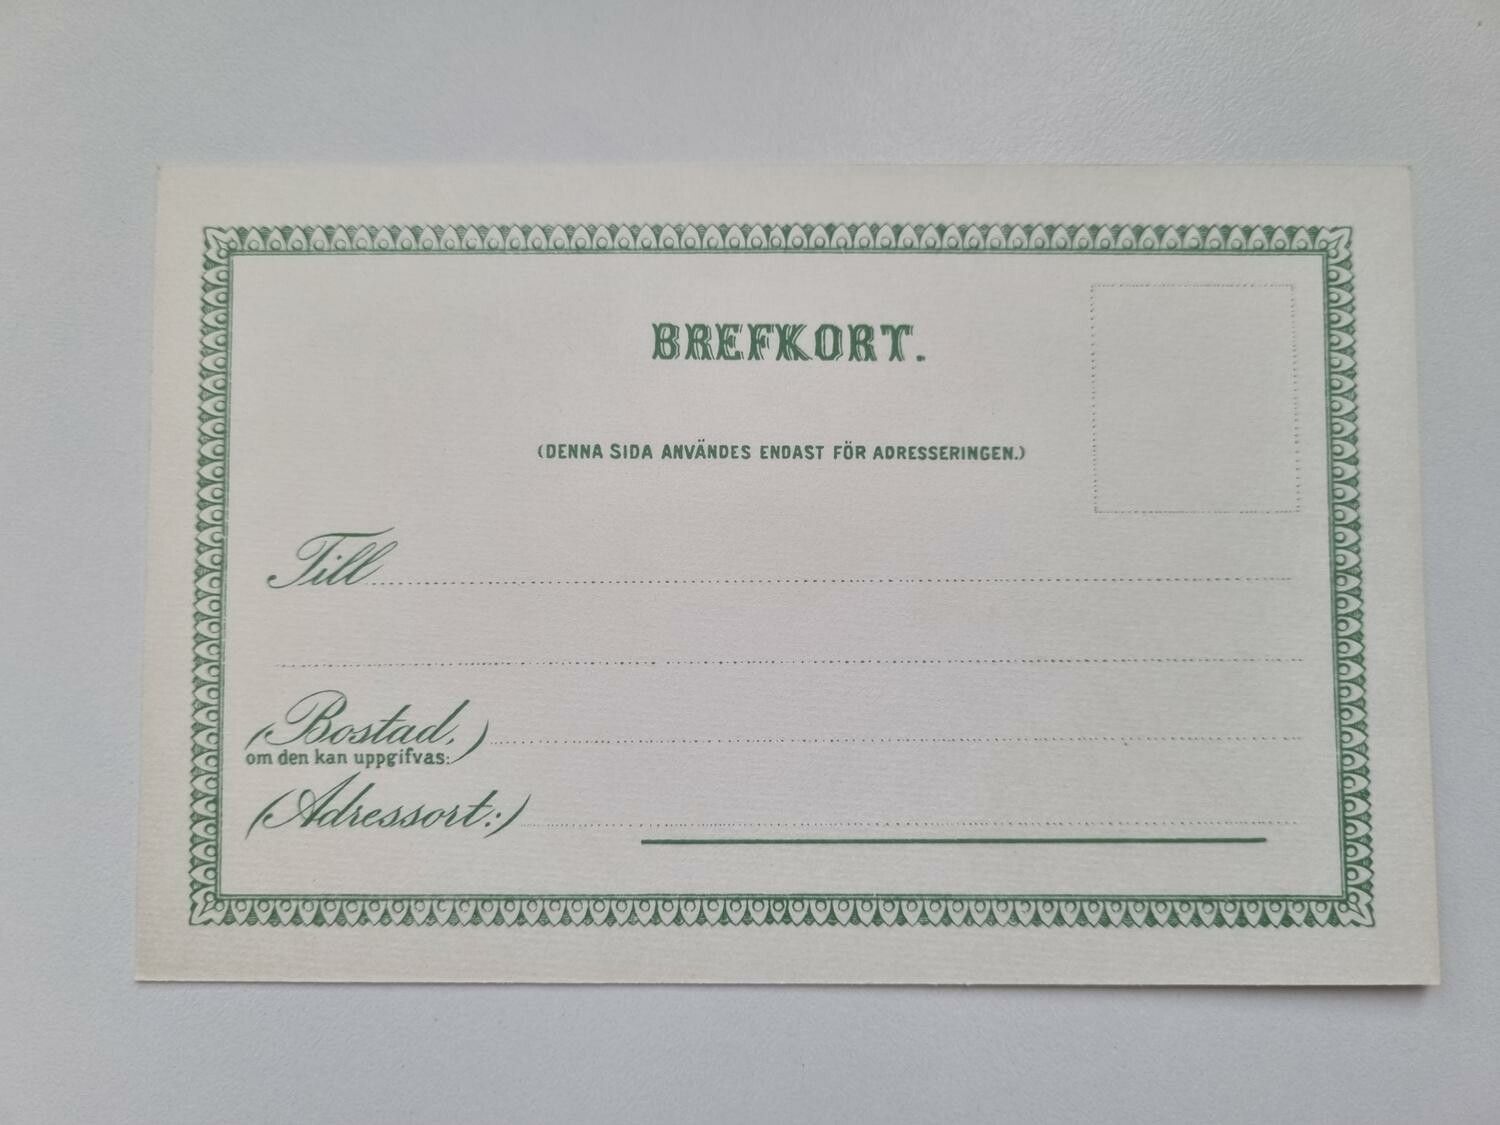 BREFKORT.
(DENNA SIDA ANVÄNDES ENDAST FÖR ADRESSERINGEN.)
Till
(Bostad,)
om den kan uppgifvas:
(Adressort:)